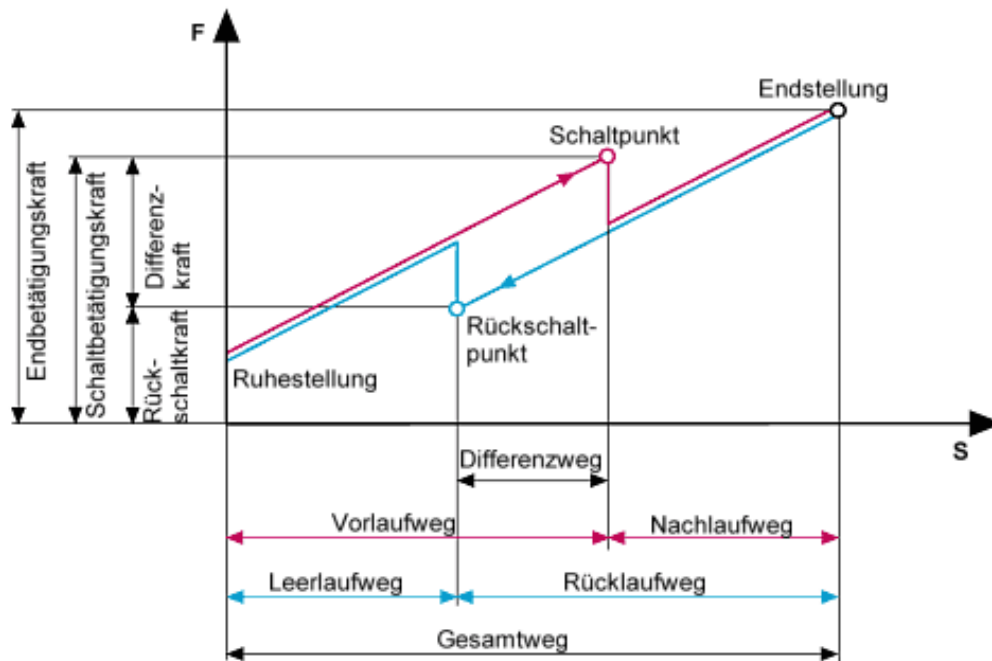 F
Endstellung
Schaltpunkt
Endbetätigungskraft
Schaltbetätigungskraft
Differenz-
kraft
Rück-
schaltkraft
Rückschalt-
punkt
Ruhestellung
S
Differenzweg
Vorlaufweg
Nachlaufweg
Leerlaufweg
Rücklaufweg
Gesamtweg